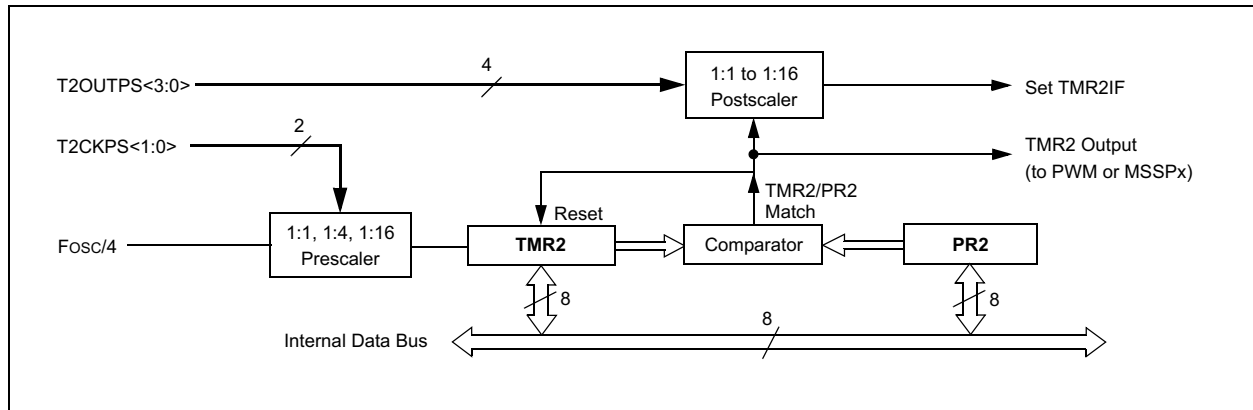 T2OUTPS<3:0>
4
1:1 to 1:16
Postscaler
Set TMR2IF
T2CKPS<1:0>
2
TMR2 Output
(to PWM or MSSPx)
TMR2/PR2
Match
Reset
FOSC/4
1:1, 1:4, 1:16
Prescaler
TMR2
Comparator
PR2
8
8
Internal Data Bus
8